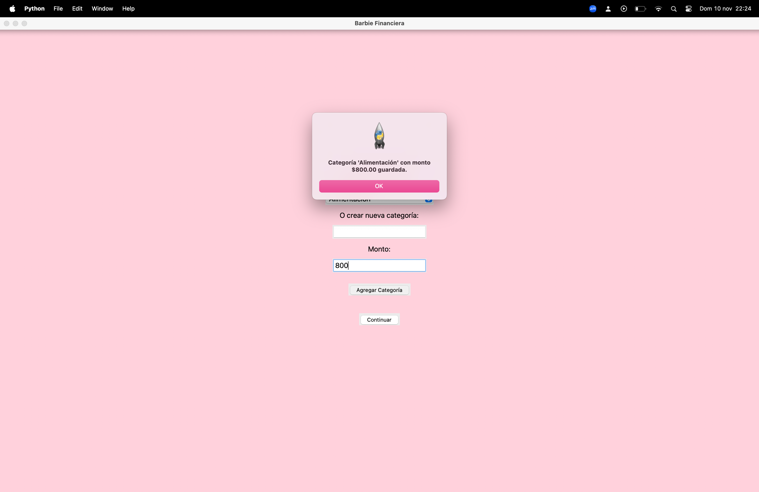 Python File Edit Window Help
Dom 10 nov 22:24
Barbie Financiera
Categoría 'Alimentación' con monto
$800.00 guardada.
OK
Alimentación
O crear nueva categoría:
Monto:
800
Agregar Categoría
Continuar